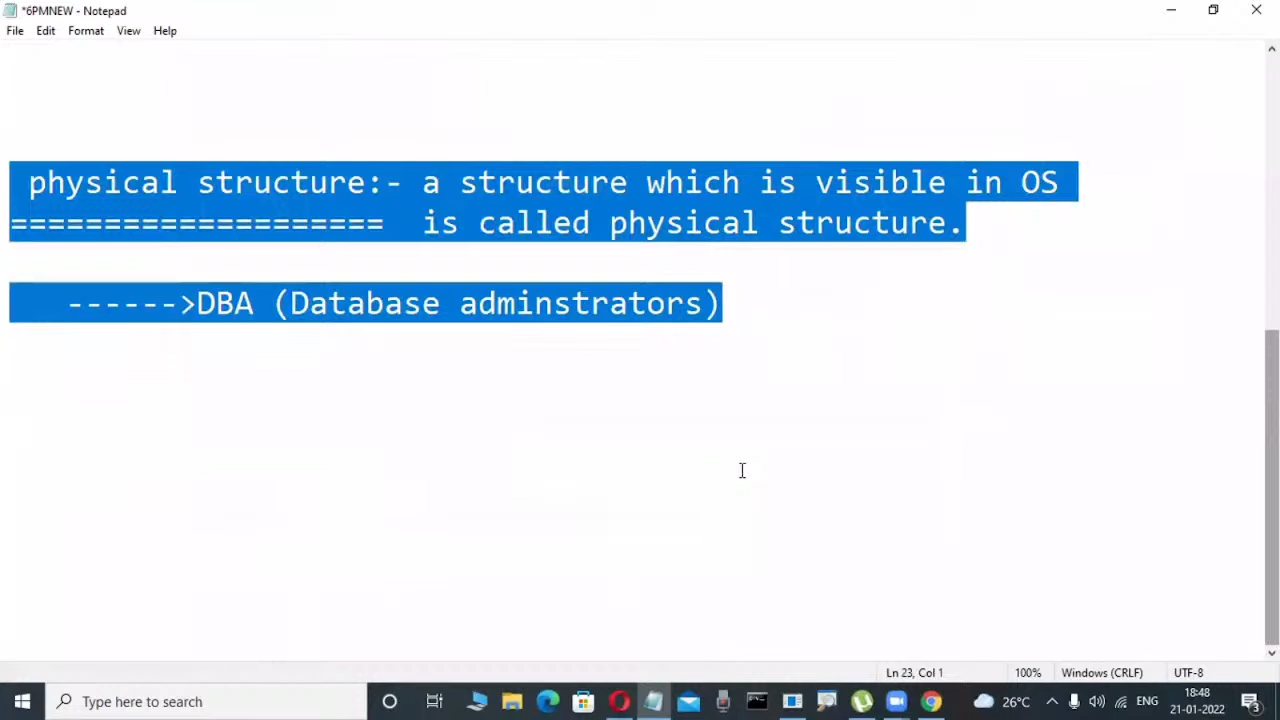 *6PMNEW - Notepad
File Edit Format View Help
physical structure:- a structure which is visible in OS
==================== is called physical structure.
------>DBA (Database adminstrators)
Ln 23, Col 1 100% Windows (CRLF) UTF-8
Type here to search
26°C ENG 18:48
21-01-2022
3